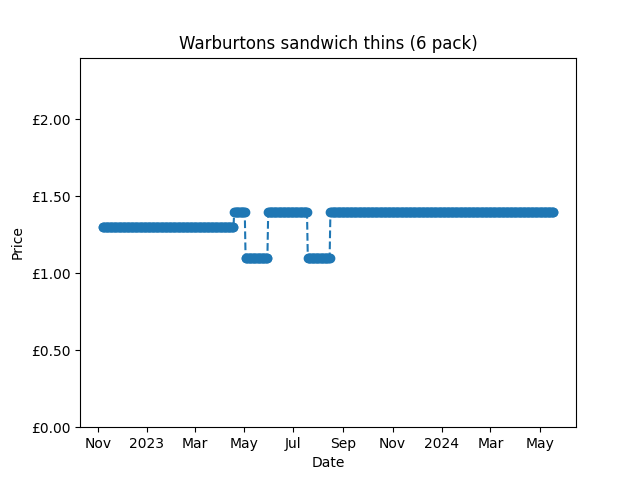 Warburtons sandwich thins (6 pack)
£2.00
£1.50
£1.00
£0.50
£0.00
Price
Nov 2023 Mar May Jul Sep Nov 2024 Mar May
Date